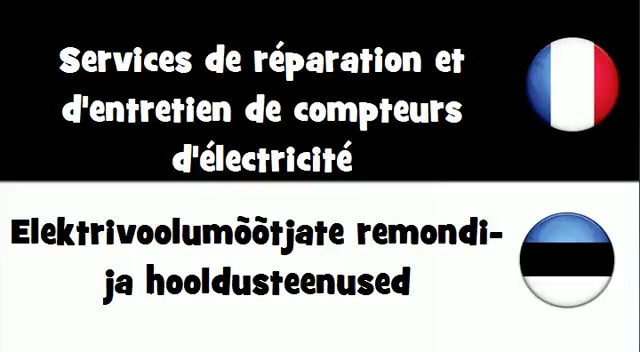 Services de réparation et
d'entretien de compteurs
d'électricité
Elektrivoolumõõtjate remondi-
ja hooldusteenused